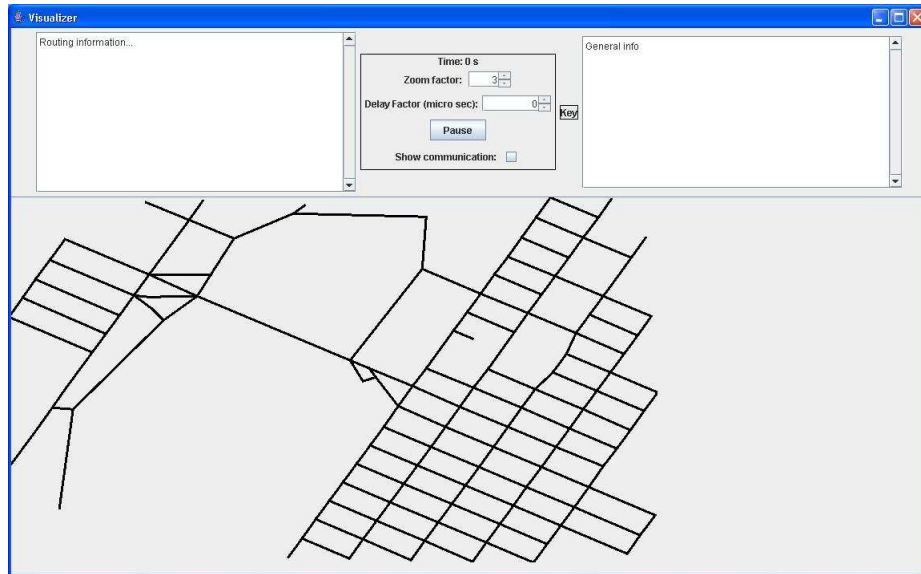 Visualizer
Routing information...
Time: 0 s
Zoom factor: 3
Delay Factor (micro sec): 0
Pause
Show communication:
Key
General info